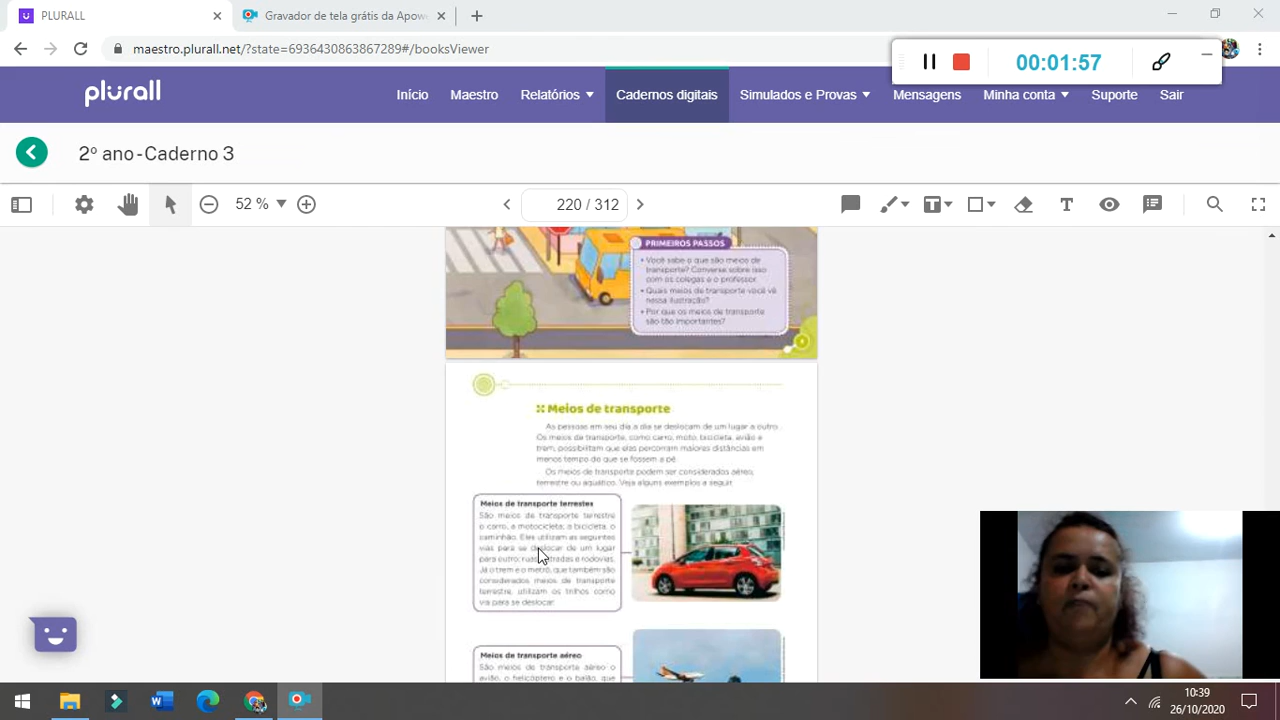 PLURALL
Gravador de tela grátis da Apow
maestro.plurall.net/?state=6936430863867289#/booksViewer
00:01:57
plurall
Início
Maestro
Relatórios
Cadernos digitais
Simulados e Provas
Mensagens
Minha conta
Suporte
Sair
2º ano - Caderno 3
52 %
220 / 312
PRIMEIROS PASSOS
• Você sabe o que são meios de
transporte? Converse sobre isso
com os colegas e o professor.
• Quais meios de transporte você vê
nessa ilustração?
• Por que os meios de transporte
são tão importantes?
Meios de transporte
As pessoas em seu dia a dia se deslocam de um lugar a outro.
Os meios de transporte, como carro, moto, bicicleta, avião e
trem, possibilitam que elas percorram maiores distâncias em
menos tempo do que se fossem a pé.
Os meios de transporte podem ser considerados aéreo,
terrestre ou aquático. Veja alguns exemplos a seguir.
Meios de transporte terrestres
São meios de transporte terrestre
o carro, a motocicleta, a bicicleta, o
caminhão. Eles utilizam as seguintes
vias para se deslocar de um lugar
para outro: ruas, estradas e rodovias.
Já o trem e o metrô, que também são
considerados meios de transporte
terrestre, utilizam os trilhos como
via para se deslocar.
Meios de transporte aéreo
São meios de transporte aéreo o
avião, o helicóptero e o balão, que
10:39
26/10/2020